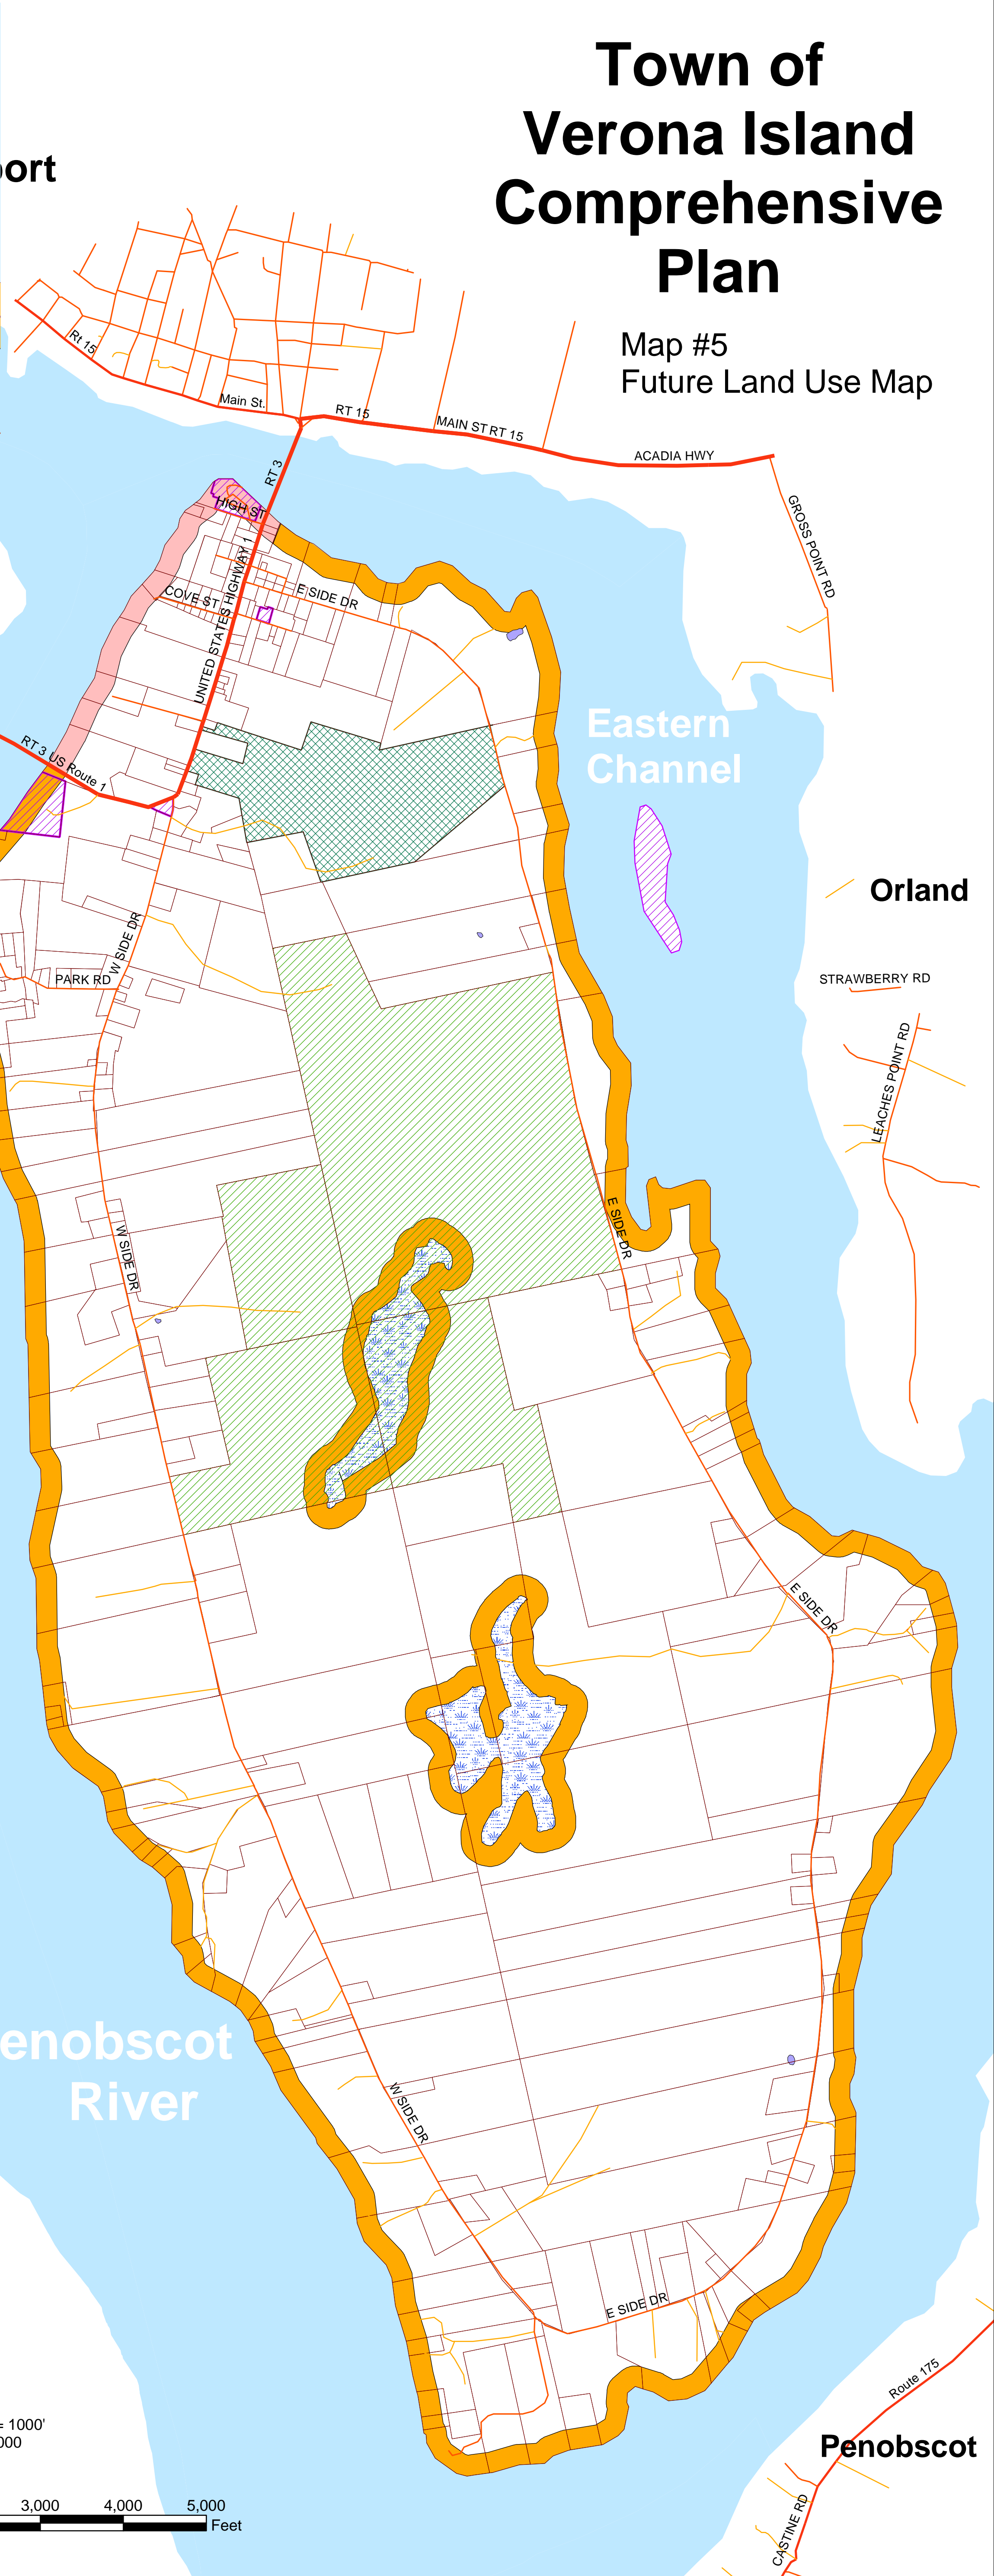 Town of
Verona Island
Comprehensive
Plan
ort
Map #5
Future Land Use Map
Rt 15
Main St.
RT 15
MAIN ST RT 15
ACADIA HWY
RT 3
GROSS POINT RD
HIGH ST
UNITED STATES HIGHWAY 1
COVE ST
E SIDE DR
Eastern
Channel
RT 3 US Route 1
Orland
W SIDE DR
PARK RD
STRAWBERRY RD
LEACHES POINT RD
E SIDE DR
W SIDE DR
E SIDE DR
enobscot
River
W SIDE DR
E SIDE DR
Route 175
= 1000'
000
Penobscot
3,000 4,000 5,000
Feet
CASTINE RD